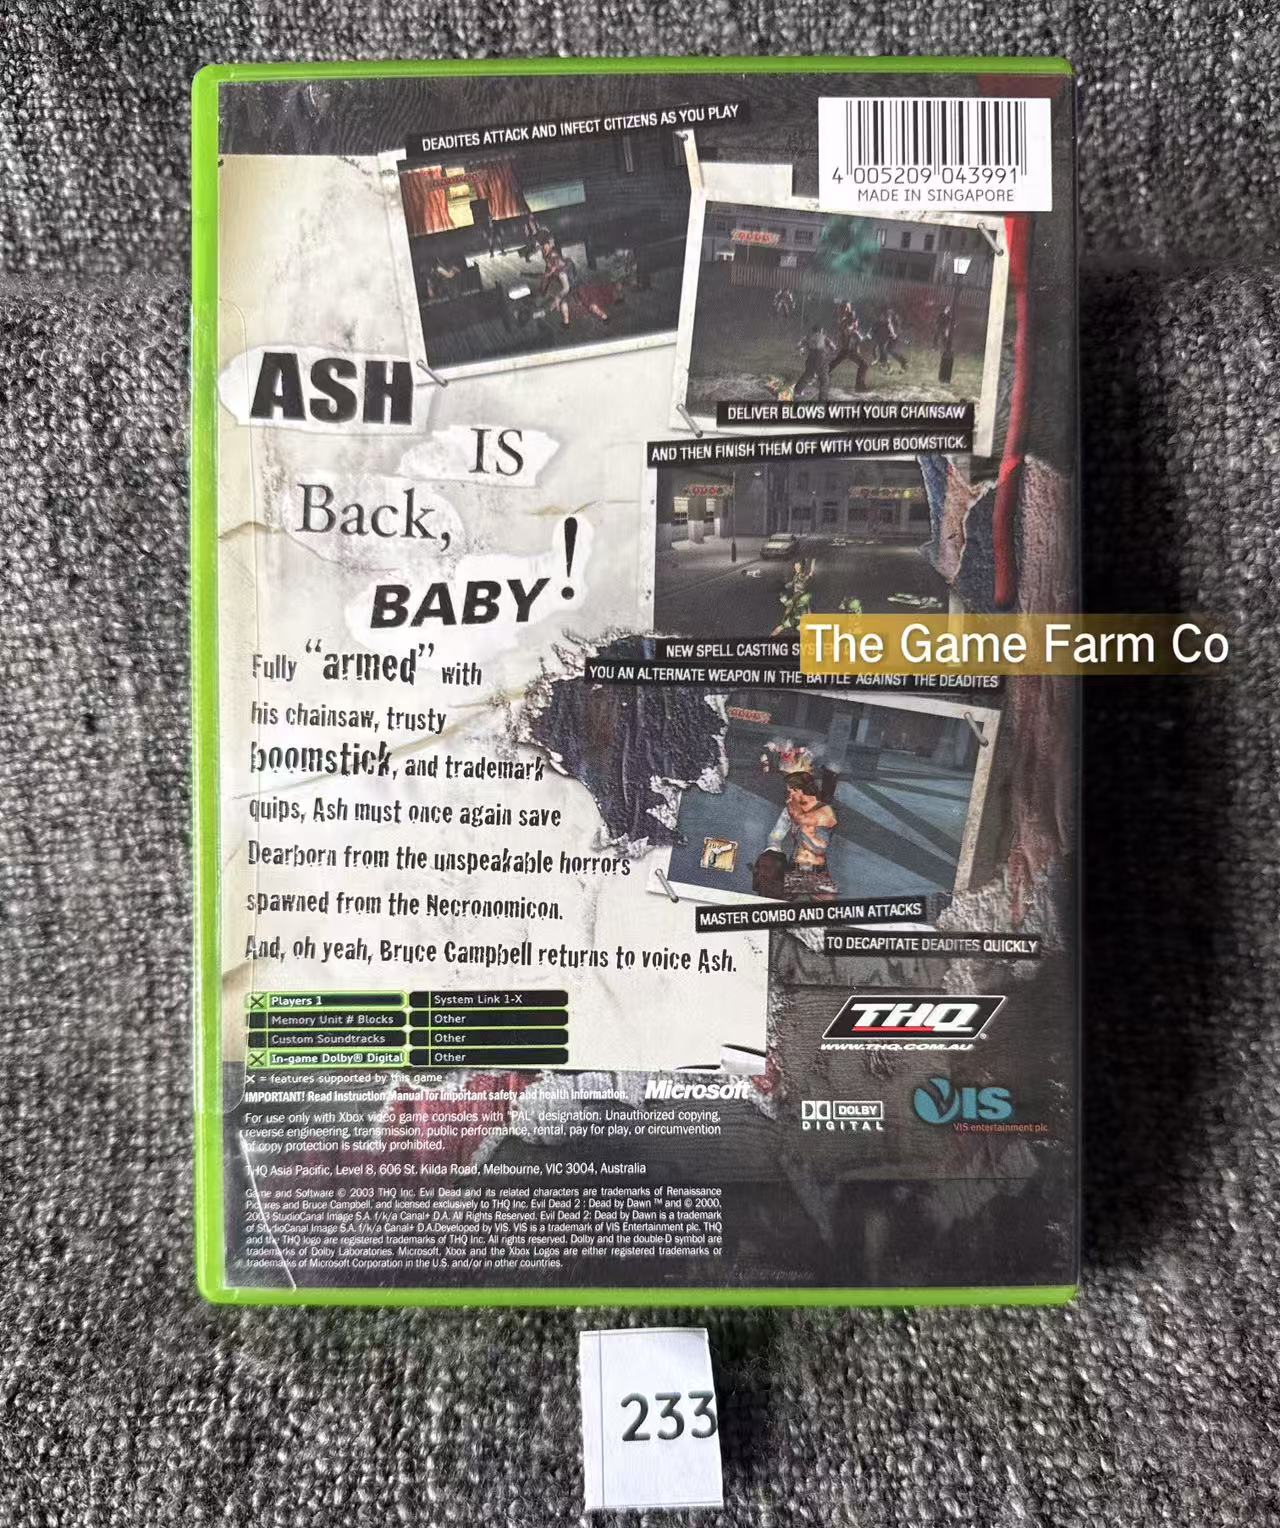 DEADITES ATTACK AND INFECT CITIZENS AS YOU PLAY
4 005209 043991
MADE IN SINGAPORE
ASH
IS
Back,
BABY!
DELIVER BLOWS WITH YOUR CHAINSAW
AND THEN FINISH THEM OFF WITH YOUR BOOMSTICK.
NEW SPELL CASTING
YOU AN ALTERNATE WEAPON IN THE BATTLE AGAINST THE DEADITES
The Game Farm Co
Fully “armed” with
his chainsaw, trusty
boomstick, and trademark
quips, Ash must once again save
Dearborn from the unspeakable horrors
spawned from the Necronomicon.
And, oh yeah, Bruce Campbell returns to voice Ash.
MASTER COMBO AND CHAIN ATTACKS
TO DECAPITATE DEADITES QUICKLY
Players 1
System Link 1-X
Memory Unit # Blocks
Other
Custom Soundtracks
Other
In-game Dolby® Digital
Other
X = features supported by this game
IMPORTANT! Read Instruction Manual for important safety and health information.
Microsoft
For use only with Xbox video game consoles with "PAL" designation. Unauthorized copying,
reverse engineering, transmission, public performance, rental, pay for play, or circumvention
of copy protection is strictly prohibited.
THQ Asia Pacific, Level 8, 606 St. Kilda Road, Melbourne, VIC 3004, Australia
Game and Software © 2003 THQ Inc. Evil Dead and its related characters are trademarks of Renaissance
Pictures and Bruce Campbell, and licensed exclusively to THQ Inc. Evil Dead 2 : Dead by Dawn ™ and © 2000,
2003 StudioCanal Image S.A. f/k/a Canal+ D.A. All Rights Reserved. Evil Dead 2: Dead by Dawn is a trademark
of StudioCanal Image S.A. f/k/a Canal+ D.A.Developed by VIS. VIS is a trademark of VIS Entertainment plc. THQ
and the THQ logo are registered trademarks of THQ Inc. All rights reserved. Dolby and the double-D symbol are
trademarks of Dolby Laboratories. Microsoft, Xbox and the Xbox Logos are either registered trademarks or
trademarks of Microsoft Corporation in the U.S. and/or in other countries.
THQ
WWW.THQ.COM.AU
DOLBY
DIGITAL
VIS
VIS entertainment plc
233